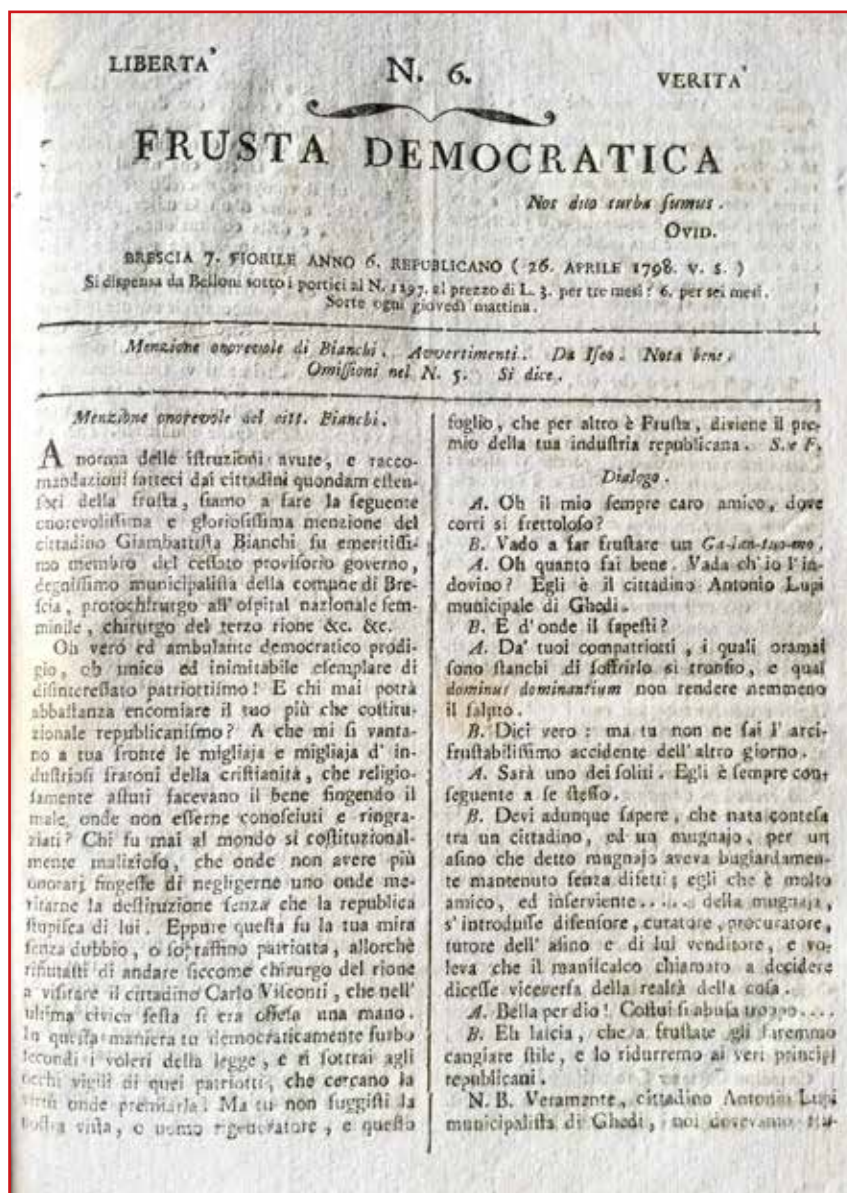 LIBERTA'
N. 6.
VERITA'
FRUSTA DEMOCRATICA
Nos duo turba ſumus.
OVID.
BRESCIA 7. FIORILE ANNO 6. REPUBLICANO ( 26. APRILE 1798. V. S. )
Si diſpenſa da Belloni ſotto i portici al N. 1197. al prezzo di L. 3. per tre meſi: 6. per ſei meſi.
Sorte ogni giovedì mattina.
Menzione onorevole di Bianchi. Avvertimenti. Da Iſeo. Nota bene.
Omiſſioni nel N. 5. Si dice.
Menzione onorevole del citt. Bianchi.
A norma delle iſtruzioni avute, e racco-
mandazioni fatteci dai cittadini quondam eſten-
ſori della fruſta, ſiamo a fare la ſeguente
onorevoliſſima e glorioſiſſima menzione del
cittadino Giambattiſta Bianchi fu emeritiſſi-
mo membro del ceſſato proviſorio governo,
degniſſimo municipaliſta della comune di Bre-
ſcia, protochirurgo all'oſpital nazionale fem-
minile, chirurgo del terzo rione &c. &c.
Oh vero ed ambulante democratico prodi-
gio, oh unico ed inimitabile eſemplare di
diſintereſſato patriottiſmo! E chi mai potrà
abbaſtanza encomiare il tuo più che coſtitu-
zionale republicaniſmo? A che mi ſi vanta-
no a tua fronte le migliaja e migliaja d' in-
duſtrioſi fratoni della criſtianità, che religio-
ſamente aſtuti facevano il bene fingendo il
male, onde non eſſerne conoſciuti e ringra-
ziati? Chi fu mai al mondo sì coſtituzional-
mente malizioſo, che onde non avere più
onorarj fingeſſe di negligerne uno onde me-
ritarne la deſtituzione ſenza che la republica
ſtupiſca di lui. Eppure queſta fu la tua mira
ſenza dubbio, o ſopraffino patriotta, allorchè
rifiutaſti di andare ſiccome chirurgo del rione
a viſitare il cittadino Carlo Viſconti, che nell'
ultima civica feſta ſi era offeſa una mano.
In queſta maniera tu democraticamente furbo
ſecondi i voleri della legge, e ti ſottrai agli
occhi vigili di quei patriotti, che cercano la
virtù onde premiarla. Ma tu non fuggiſti la
noſtra viſta, o uomo rigeneratore, e queſto
foglio, che per altro è Fruſta, diviene il pre-
mio della tua induſtria republicana. S. e F.
Dialogo.
A. Oh il mio ſempre caro amico, dove
corri sì frettoloſo?
B. Vado a far fruſtare un Ga-lan-tuo-mo.
A. Oh quanto fai bene. Vada ch'io l'in-
dovino? Egli è il cittadino Antonio Lupi
municipale di Ghedi.
B. E d'onde il ſapeſti?
A. Da' tuoi compatriotti, i quali oramai
ſono ſtanchi di ſoffrirlo sì tronfio, e qual
dominus dominantium non rendere nemmeno
il ſaluto.
B. Dici vero: ma tu non ne ſai l' arci-
fruſtabiliſſimo accidente dell'altro giorno.
A. Sarà uno dei ſoliti. Egli è ſempre con-
ſeguente a ſe ſteſſo.
B. Devi adunque ſapere, che nata conteſa
tra un cittadino, ed un mugnajo, per un
aſino che detto mugnajo aveva bugiardamen-
te mantenuto ſenza difetti; egli che è molto
amico, ed inſerviente...... della mugnaja,
s' introduſſe difenſore, curatore, procuratore,
tutore dell' aſino e di lui venditore, e vo-
leva che il maniſcalco chiamato a decidere
diceſſe viceverſa della realtà della coſa.
A. Bella per dio! Coſtui ſi abuſa troppo....
B. Eh laſcia, che a fruſtate gli faremmo
cangiare ſtile, e lo ridurremo ai veri principj
republicani.
N. B. Veramente, cittadino Antonio Lupi
municipaliſta di Ghedi, noi dovevamo